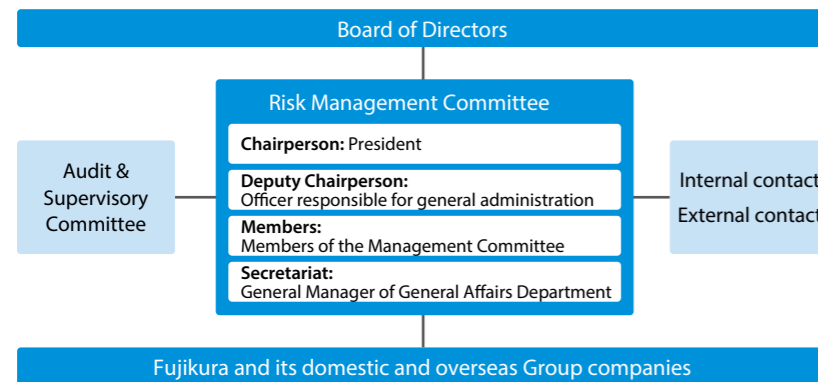 Board of Directors
Risk Management Committee
Chairperson: President
Deputy Chairperson:
Officer responsible for general administration
Members:
Members of the Management Committee
Secretariat:
General Manager of General Affairs Department
Audit &
Supervisory
Committee
Internal contact
External contact
Fujikura and its domestic and overseas Group companies